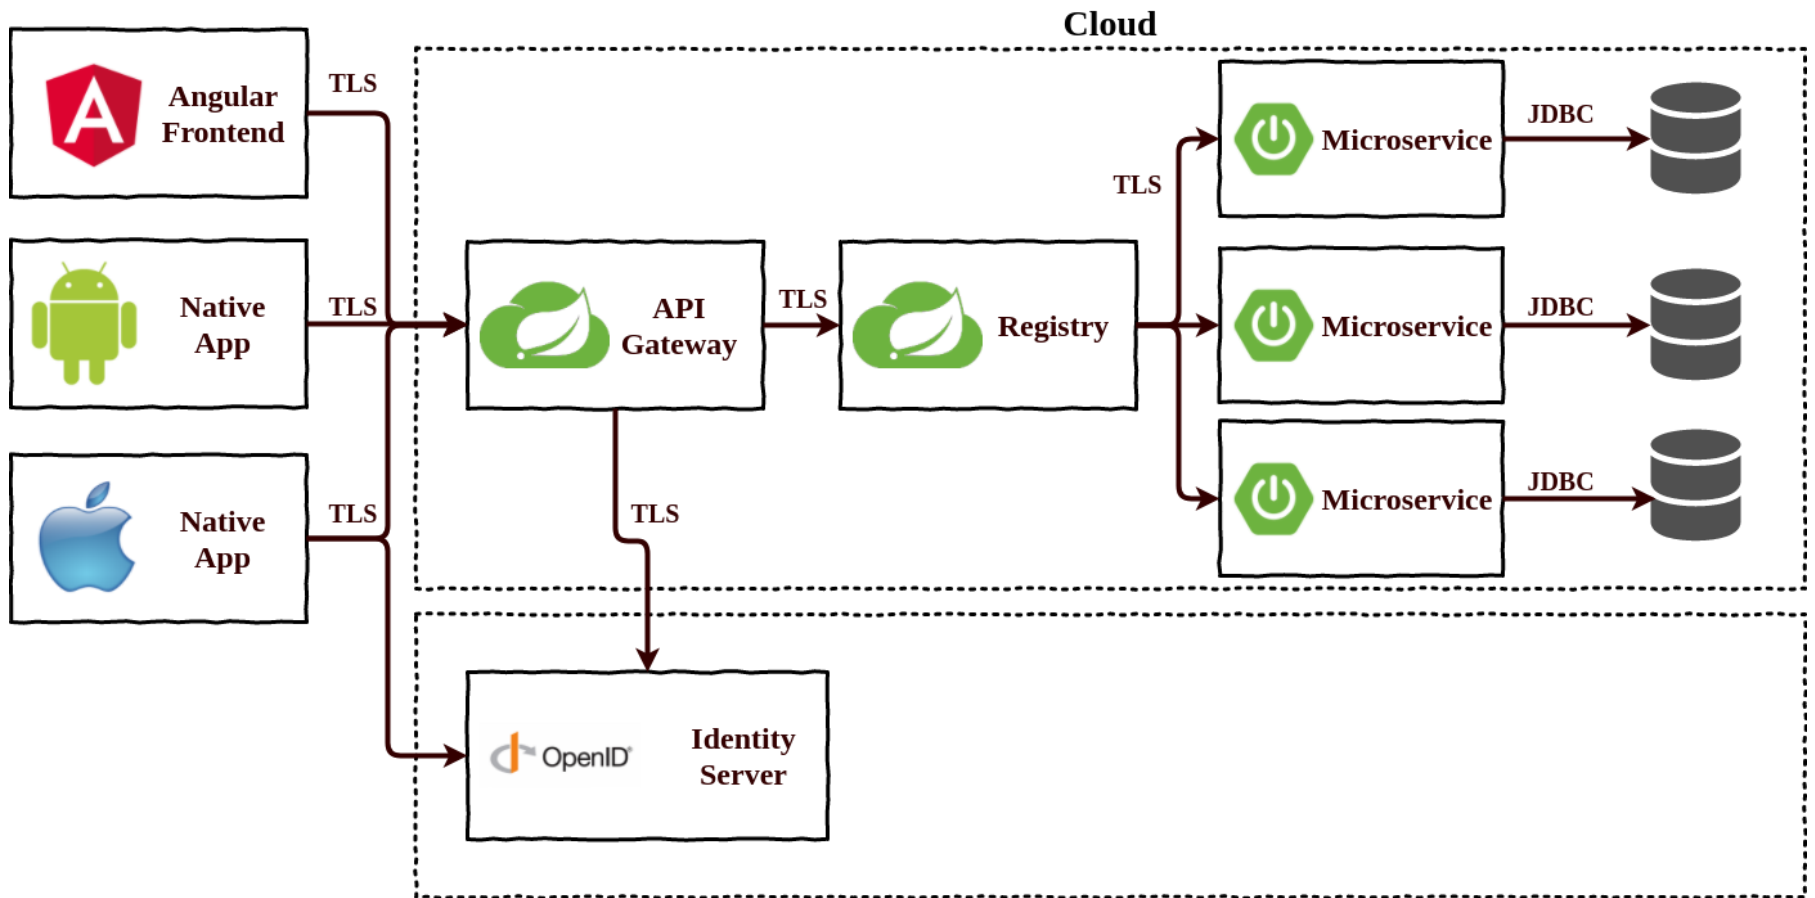 Cloud
Angular
Frontend
TLS
Native
App
TLS
Native
App
TLS
API
Gateway
TLS
Registry
TLS
Microservice
JDBC
Microservice
JDBC
Microservice
JDBC
TLS
OpenID®
Identity
Server